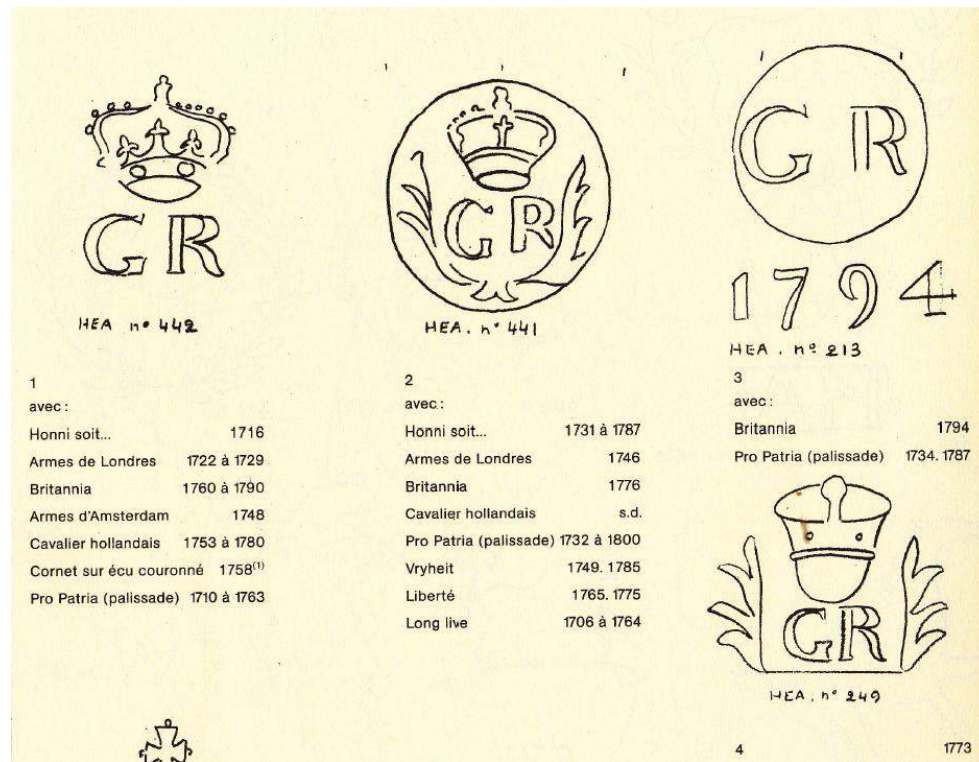 GR
HEA n° 442
1
avec :
Honni soit... 1716
Armes de Londres 1722 à 1729
Britannia 1760 à 1790
Armes d'Amsterdam 1748
Cavalier hollandais 1753 à 1780
Cornet sur écu couronné 1758(1)
Pro Patria (palissade) 1710 à 1763
GR
HEA. n° 441
2
avec :
Honni soit... 1731 à 1787
Armes de Londres 1746
Britannia 1776
Cavalier hollandais s.d.
Pro Patria (palissade) 1732 à 1800
Vryheit 1749. 1785
Liberté 1765. 1775
Long live 1706 à 1764
G R
1794
HEA. n° 213
3
avec :
Britannia 1794
Pro Patria (palissade) 1734. 1787
GR
HEA. n° 249
4 1773